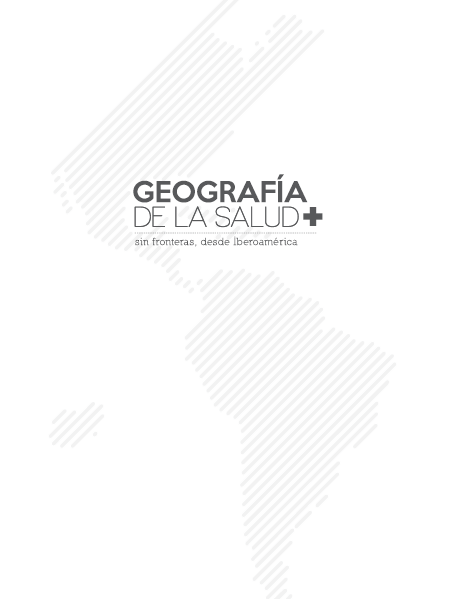 GEOGRAFÍA
DE LA SALUD+
sin fronteras, desde Iberoamérica